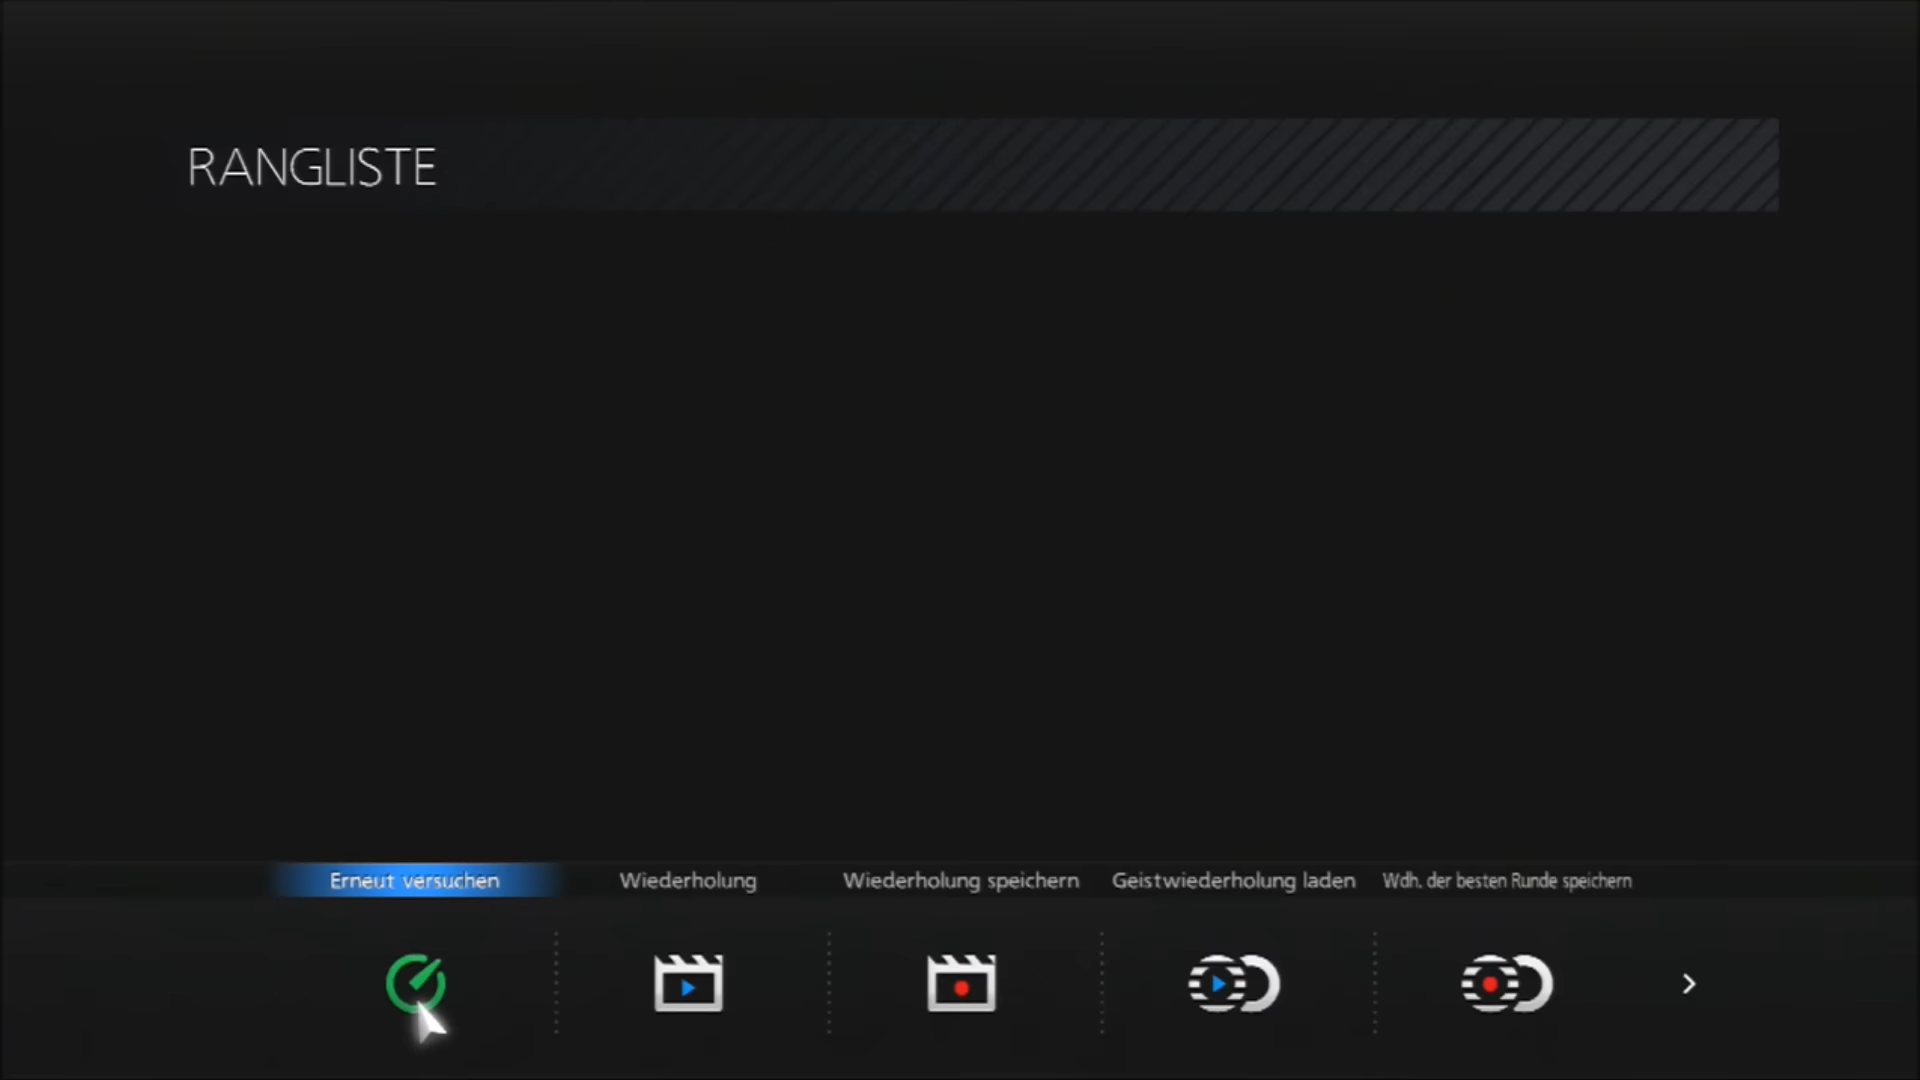 RANGLISTE
Erneut versuchen
Wiederholung
Wiederholung speichern
Geistwiederholung laden
Wdh. der besten Runde speichern